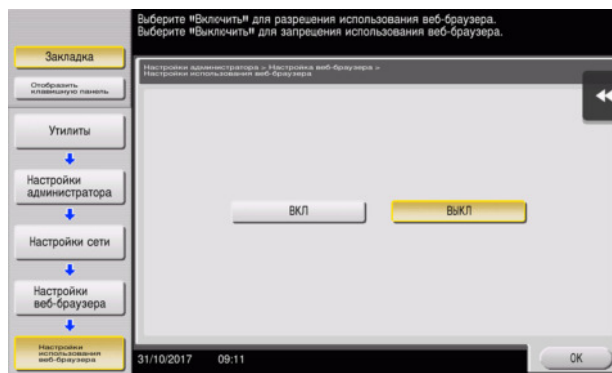 Выберите "Включить" для разрешения использования веб-браузера.
Выберите "Выключить" для запрещения использования веб-браузера.
Закладка
Отобразить
клавишную панель
Утилиты
Настройки
администратора
Настройки сети
Настройки
веб-браузера
Настройки
использования
веб-браузера
Настройки администратора > Настройка веб-браузера >
Настройки использования веб-браузера
ВКЛ
ВЫКЛ
31/10/2017 09:11
OK